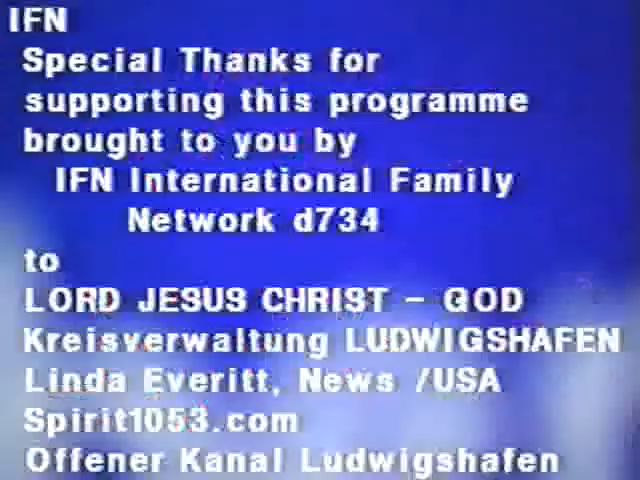 IFN
Special Thanks for
supporting this programme
brought to you by
IFN International Family
Network d734
to
LORD JESUS CHRIST – GOD
Kreisverwaltung LUDWIGSHAFEN
Linda Everitt, News /USA
Spirit1053.com
Offener Kanal Ludwigshafen